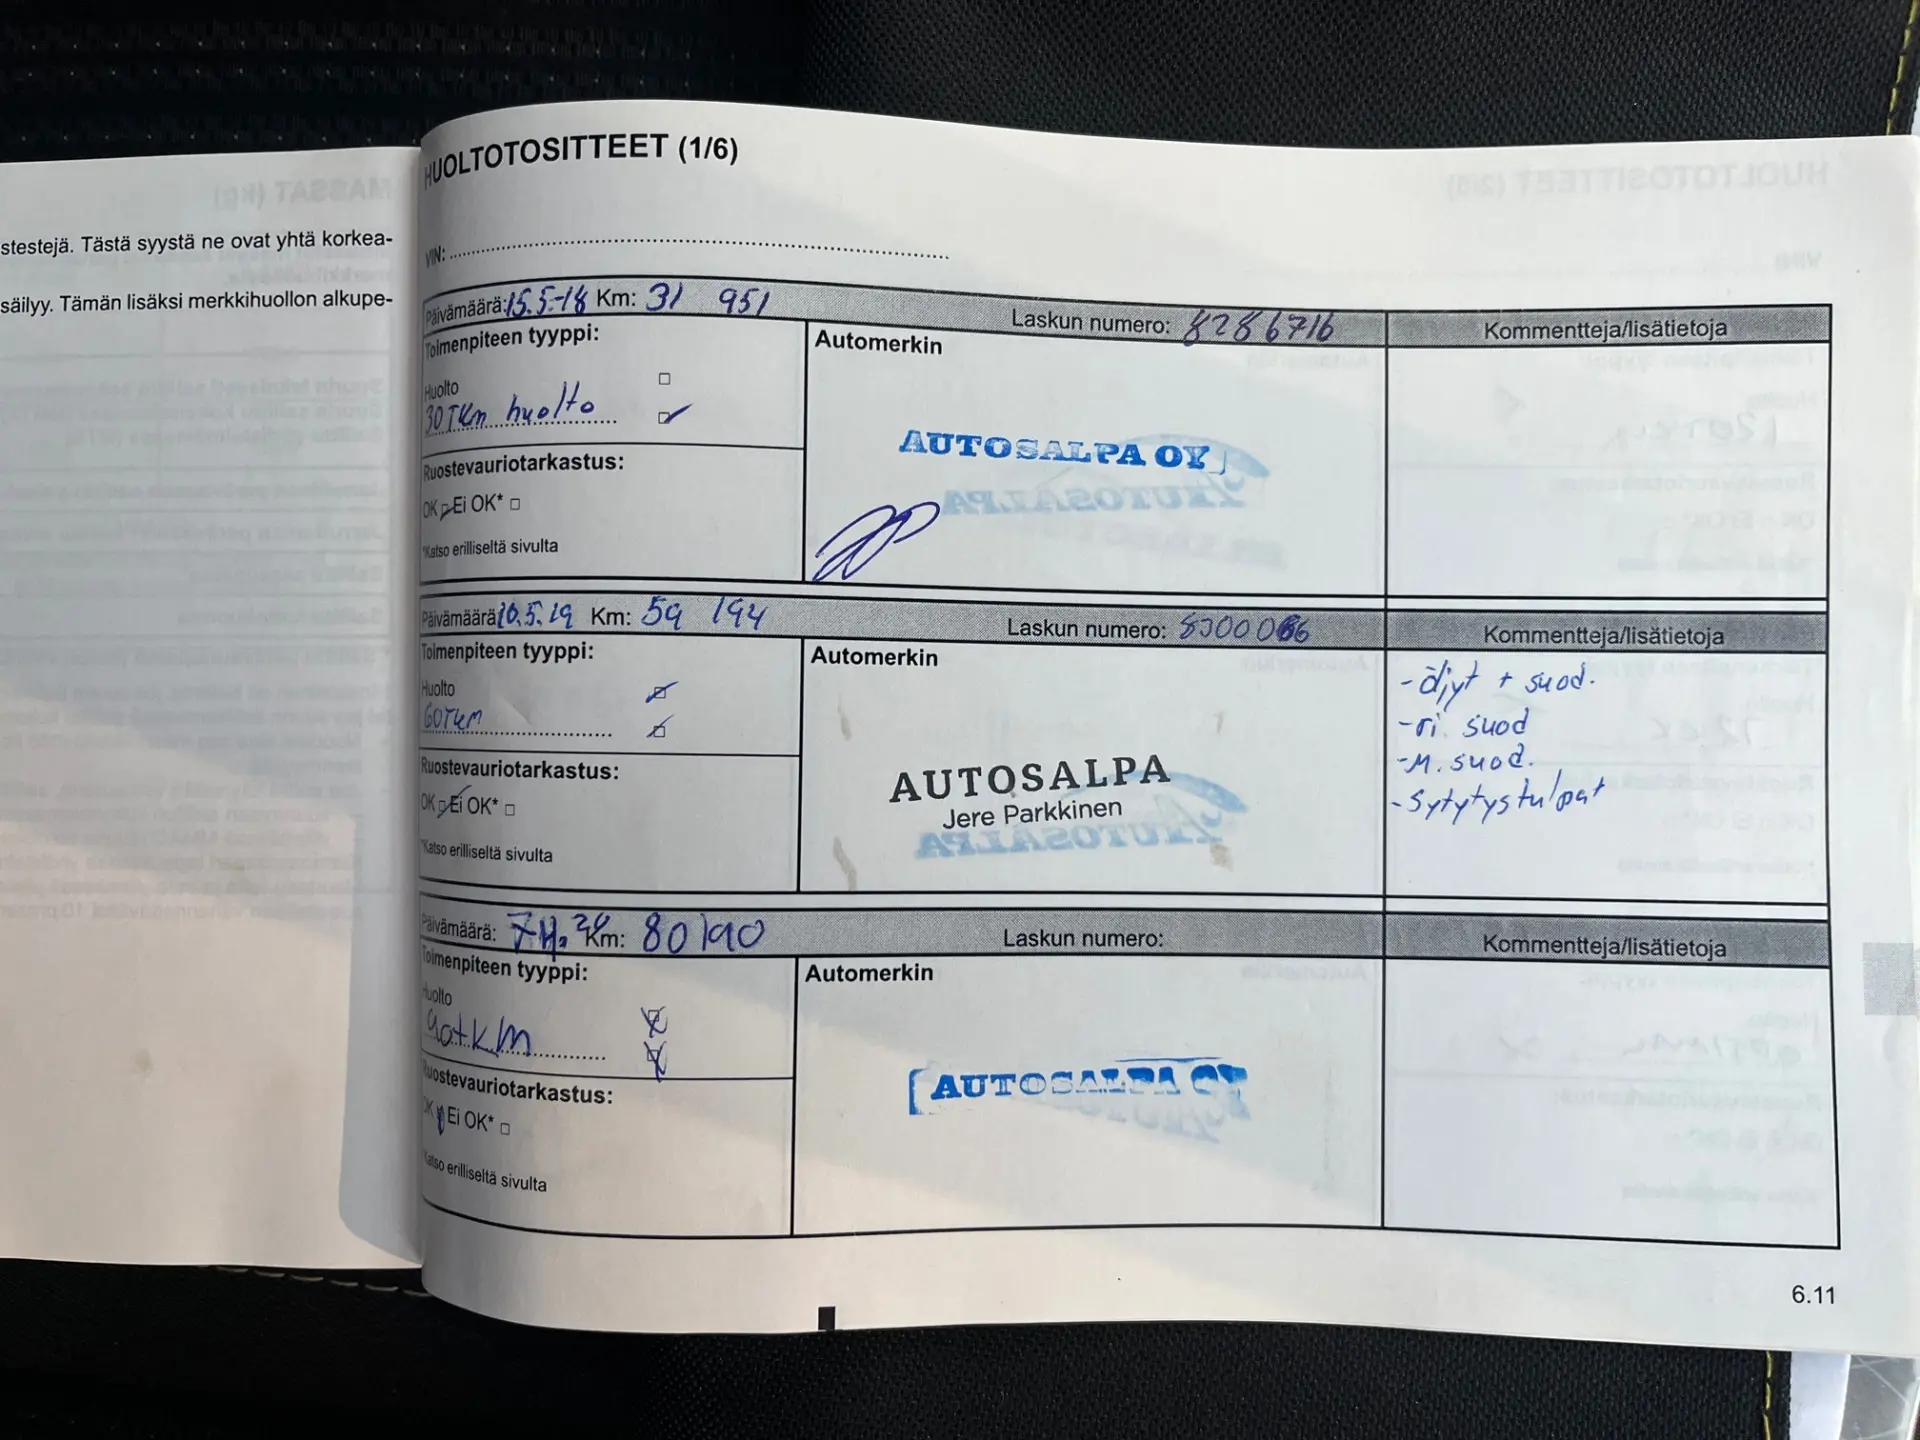 stestejä. Tästä syystä ne ovat yhtä korkea-
säilyy. Tämän lisäksi merkkihuollon alkupe-
HUOLTOTOSITTEET (1/6)
VIN:
Päivämäärä: 15.5.-18 Km: 31 951 Laskun numero: 8286716 Kommentteja/lisätietoja
Toimenpiteen tyyppi:
Automerkin
Huolto
30TKm huolto
AUTOSALPA OY
Ruostevauriotarkastus:
OK Ei OK*
*Katso erilliseltä sivulta
Päivämäärä: 10.5.19 Km: 59 194 Laskun numero: Kommentteja/lisätietoja
Toimenpiteen tyyppi:
Automerkin
Huolto
60TKm
- öljyt + suod.
- ri. suod
- M. suod.
- Sytytystulpat
AUTOSALPA
Jere Parkkinen
Ruostevauriotarkastus:
OK Ei OK*
*Katso erilliseltä sivulta
Päivämäärä: Km: 80190 Laskun numero: Kommentteja/lisätietoja
Toimenpiteen tyyppi:
Automerkin
Huolto
90tkm
AUTOSALPA OY
Ruostevauriotarkastus:
OK Ei OK*
*Katso erilliseltä sivulta
6.11